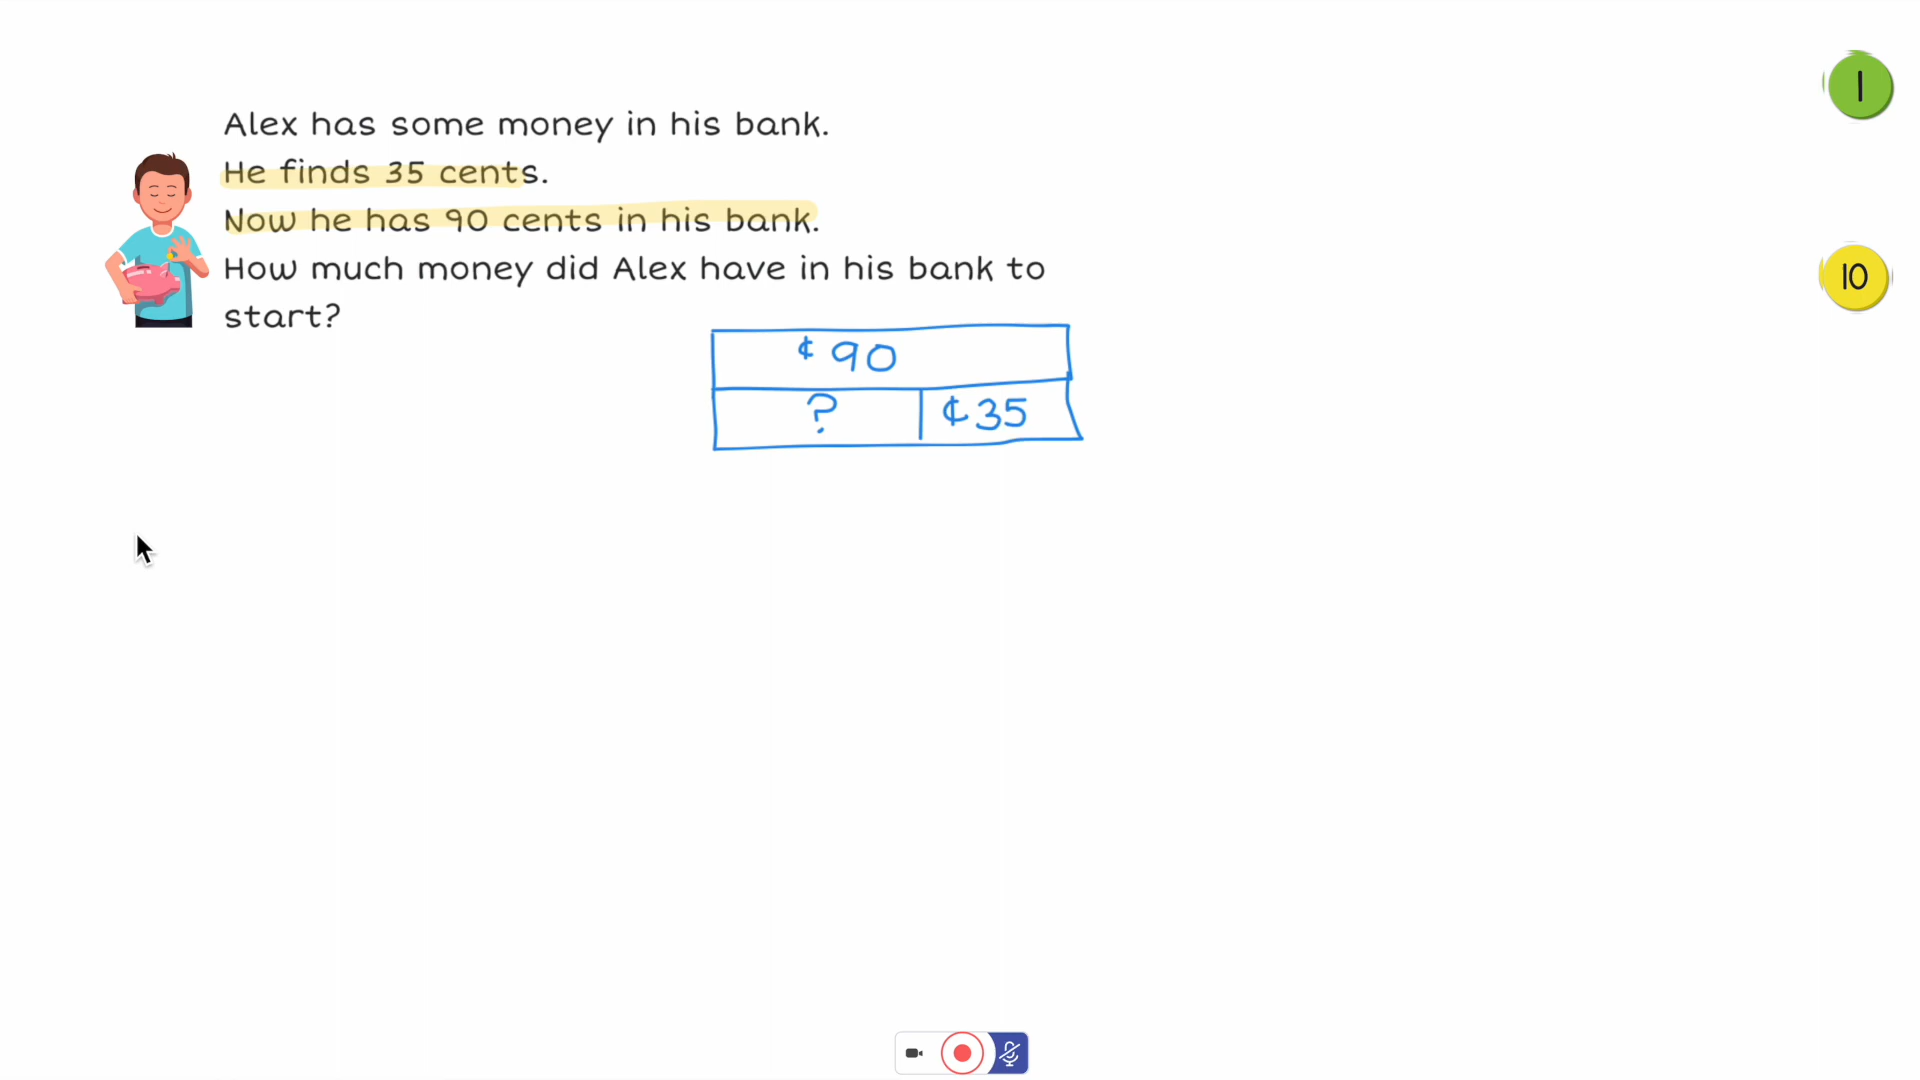 Alex has some money in his bank.
He finds 35 cents.
Now he has 90 cents in his bank.
How much money did Alex have in his bank to
start?
¢ 90
? ¢35
1
10